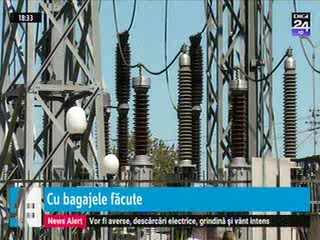 18:33
DIGI
24
HD
Cu bagajele făcute
News Alert
Vor fi averse, descărcări electrice, grindină și vânt intens